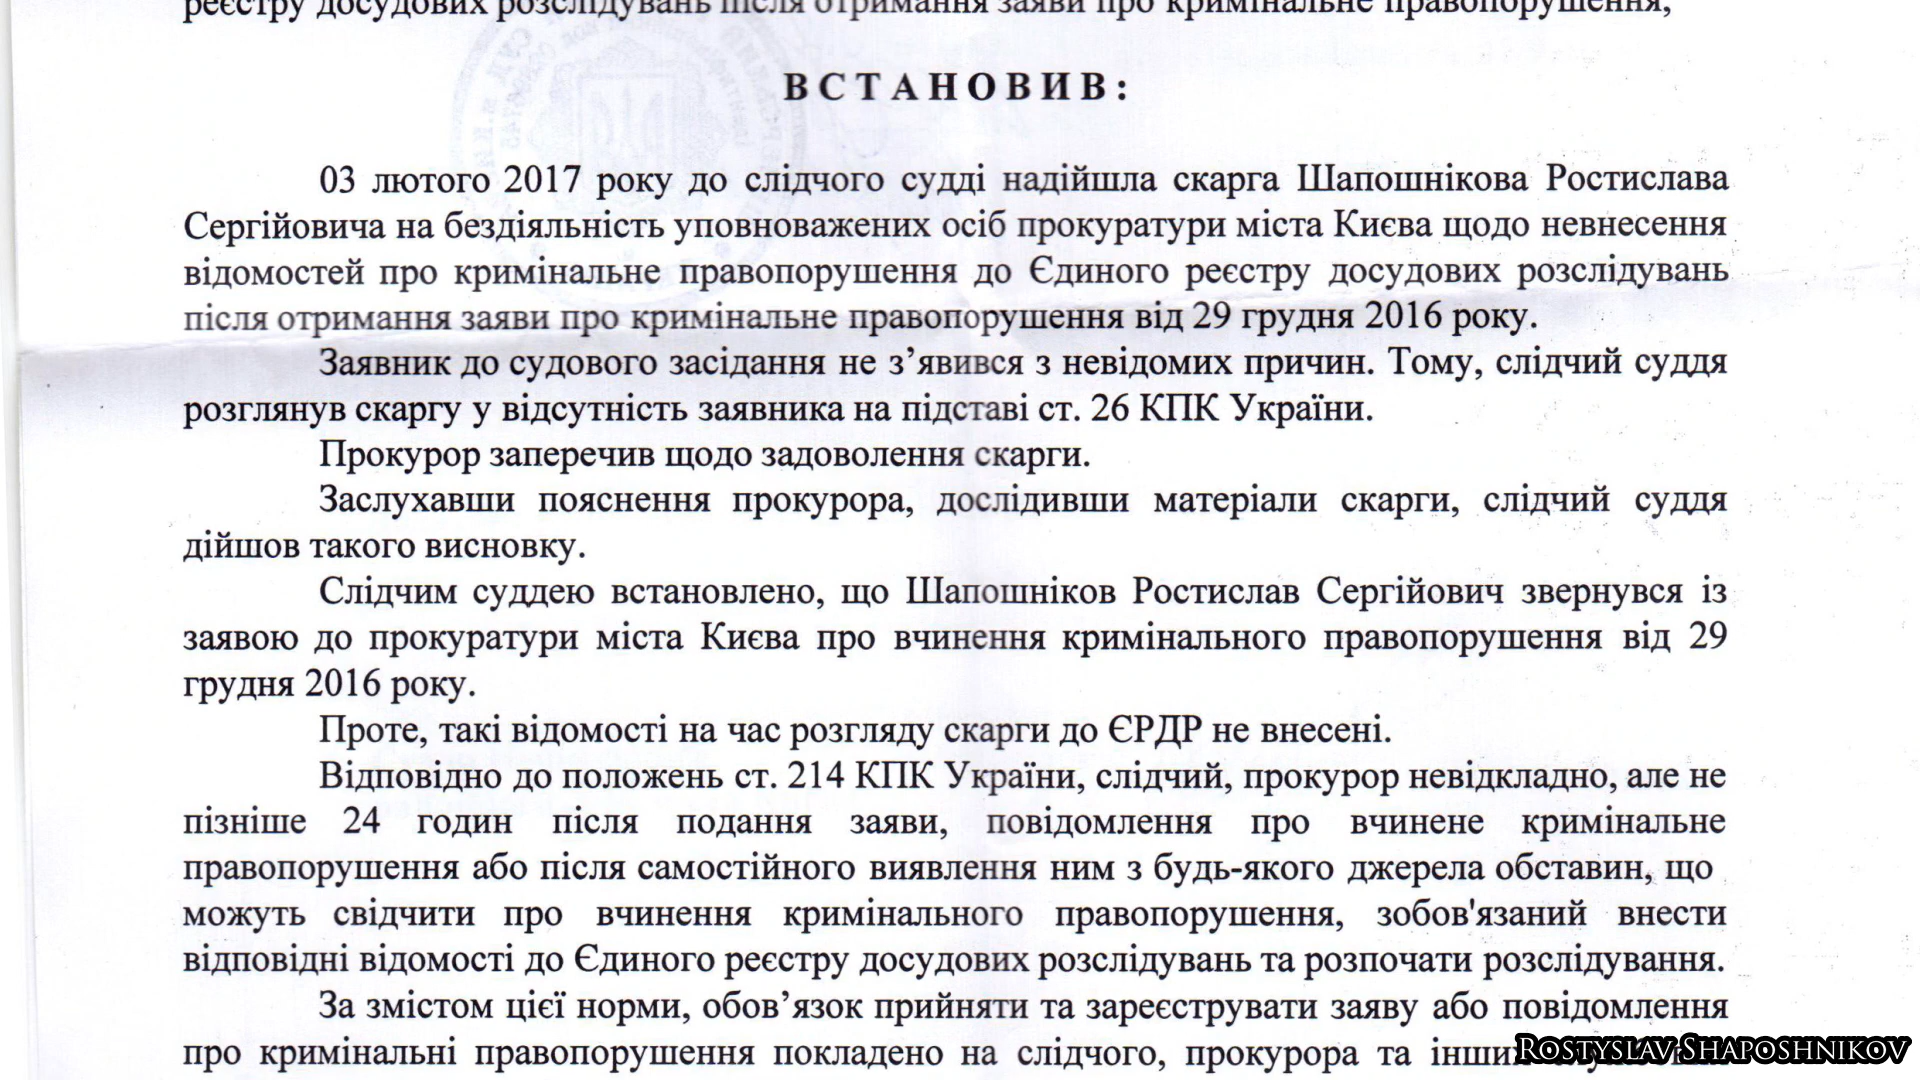 реєстру досудових розслідувань після отримання заяви про кримінальне правопорушення,
ВСТАНОВИВ:
03 лютого 2017 року до слідчого судді надійшла скарга Шапошнікова Ростислава
Сергійовича на бездіяльність уповноважених осіб прокуратури міста Києва щодо невнесення
відомостей про кримінальне правопорушення до Єдиного реєстру досудових розслідувань
після отримання заяви про кримінальне правопорушення від 29 грудня 2016 року.
Заявник до судового засідання не з’явився з невідомих причин. Тому, слідчий суддя
розглянув скаргу у відсутність заявника на підставі ст. 26 КПК України.
Прокурор заперечив щодо задоволення скарги.
Заслухавши пояснення прокурора, дослідивши матеріали скарги, слідчий суддя
дійшов такого висновку.
Слідчим суддею встановлено, що Шапошніков Ростислав Сергійович звернувся із
заявою до прокуратури міста Києва про вчинення кримінального правопорушення від 29
грудня 2016 року.
Проте, такі відомості на час розгляду скарги до ЄРДР не внесені.
Відповідно до положень ст. 214 КПК України, слідчий, прокурор невідкладно, але не
пізніше 24 годин після подання заяви, повідомлення про вчинене кримінальне
правопорушення або після самостійного виявлення ним з будь-якого джерела обставин, що
можуть свідчити про вчинення кримінального правопорушення, зобов'язаний внести
відповідні відомості до Єдиного реєстру досудових розслідувань та розпочати розслідування.
За змістом цієї норми, обов’язок прийняти та зареєструвати заяву або повідомлення
про кримінальні правопорушення покладено на слідчого, прокурора та
Rostyslav Shaposhnikov